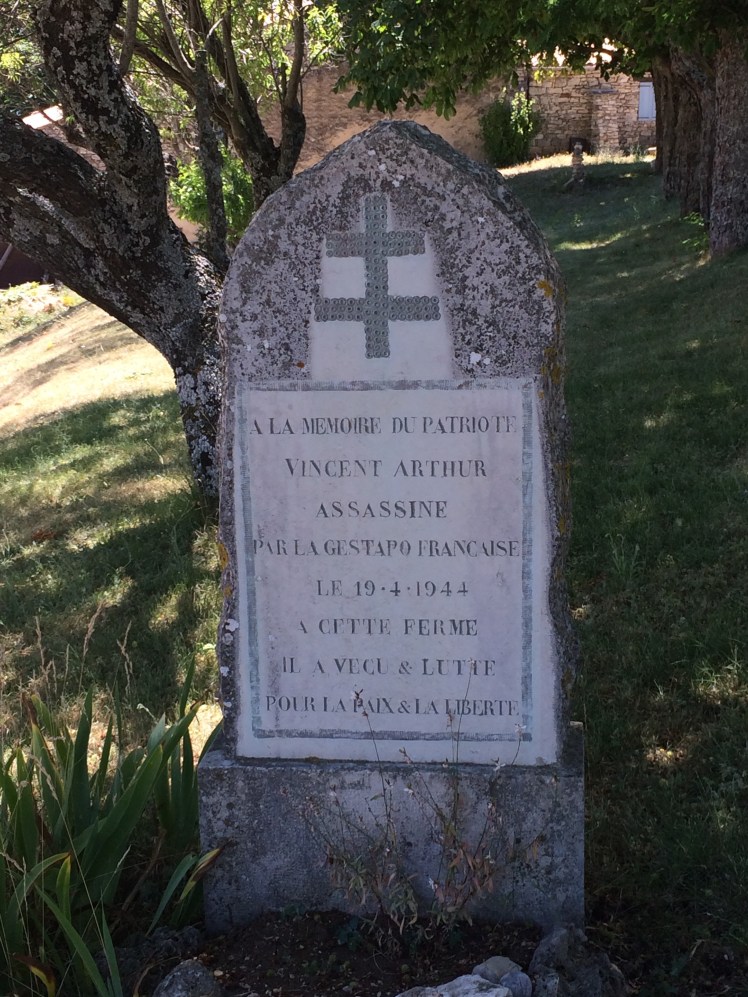 A LA MEMOIRE DU PATRIOTE
VINCENT ARTHUR
ASSASSINE
PAR LA GESTAPO FRANÇAISE
LE 19·4·1944
A CETTE FERME
IL A VECU & LUTTE
POUR LA PAIX & LA LIBERTE